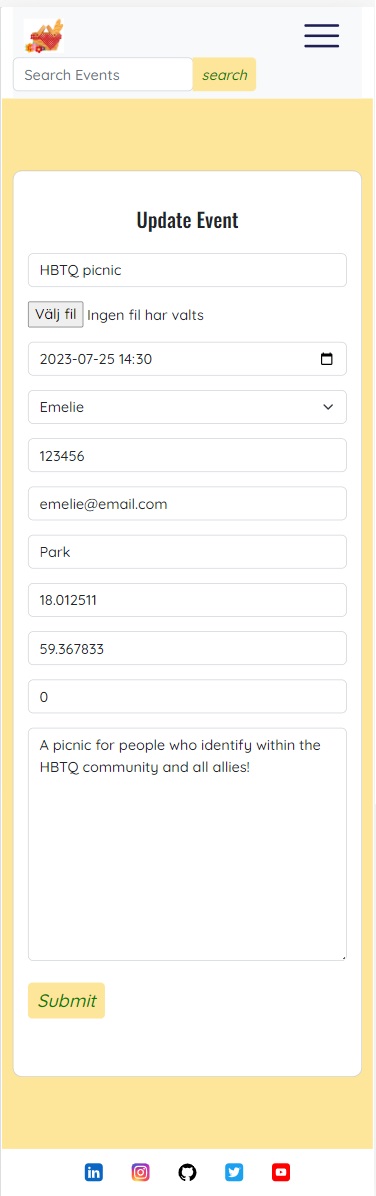 Search Events
search
Update Event
HBTQ picnic
Välj fil Ingen fil har valts
2023-07-25 14:30
Emelie
123456
emelie@email.com
Park
18.012511
59.367833
0
A picnic for people who identify within the
HBTQ community and all allies!
Submit
in